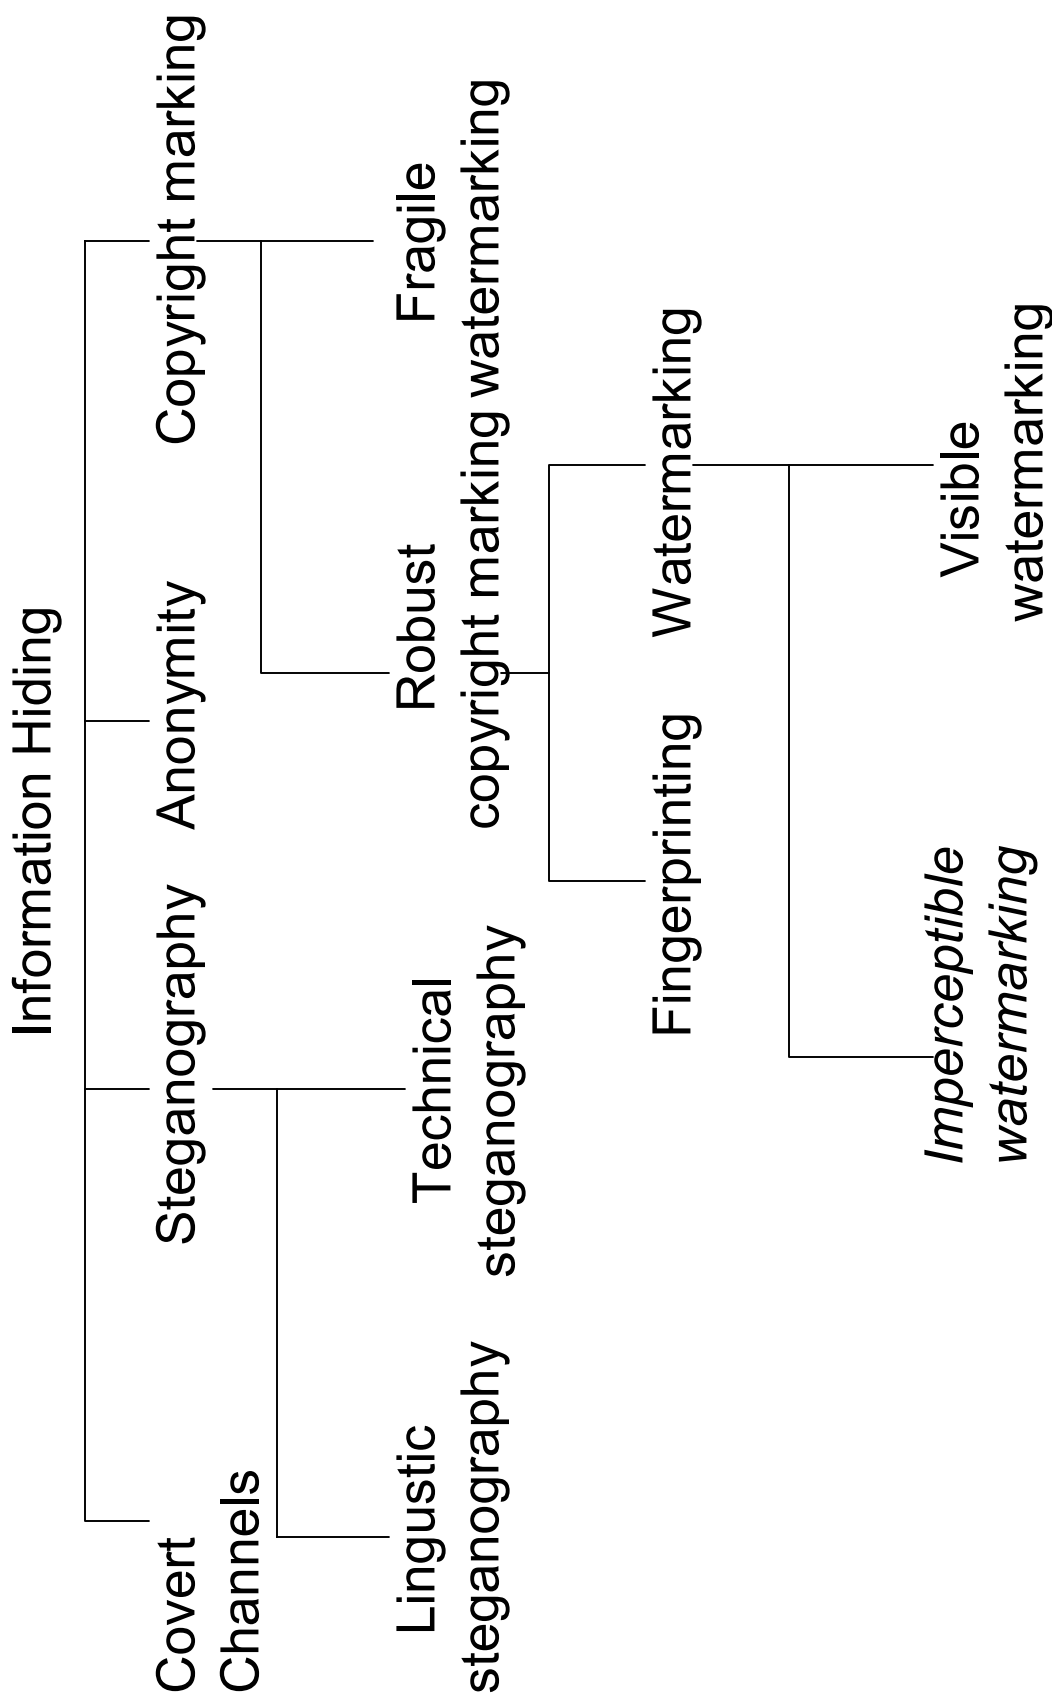 Information Hiding
Covert
Channels
Steganography
Anonymity
Copyright marking
Lingustic
steganography
Technical
steganography
Robust
copyright marking
Fragile
watermarking
Fingerprinting
Watermarking
Imperceptible
watermarking
Visible
watermarking